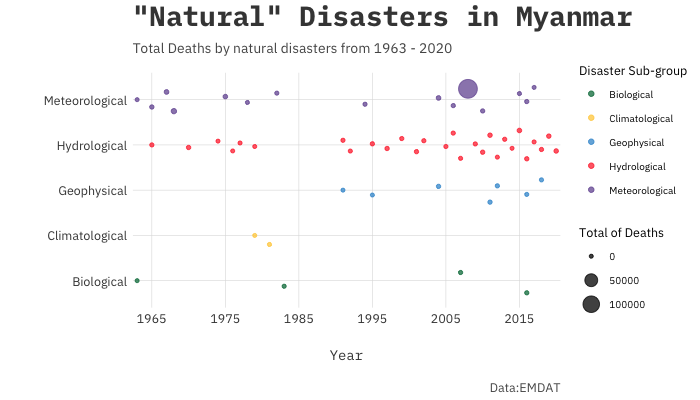 "Natural" Disasters in Myanmar
Total Deaths by natural disasters from 1963 - 2020
Meteorological
Hydrological
Geophysical
Climatological
Biological
1965 1975 1985 1995 2005 2015
Year
Disaster Sub-group
Biological
Climatological
Geophysical
Hydrological
Meteorological
Total of Deaths
0
50000
100000
Data:EMDAT